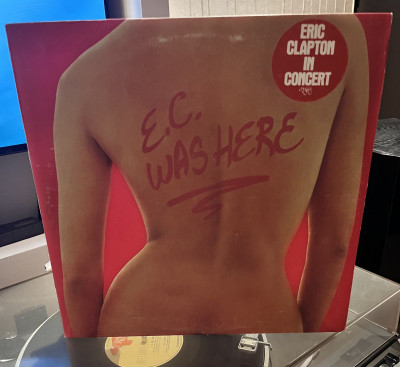 ERIC
CLAPTON
IN
CONCERT
E.C.
WAS HERE